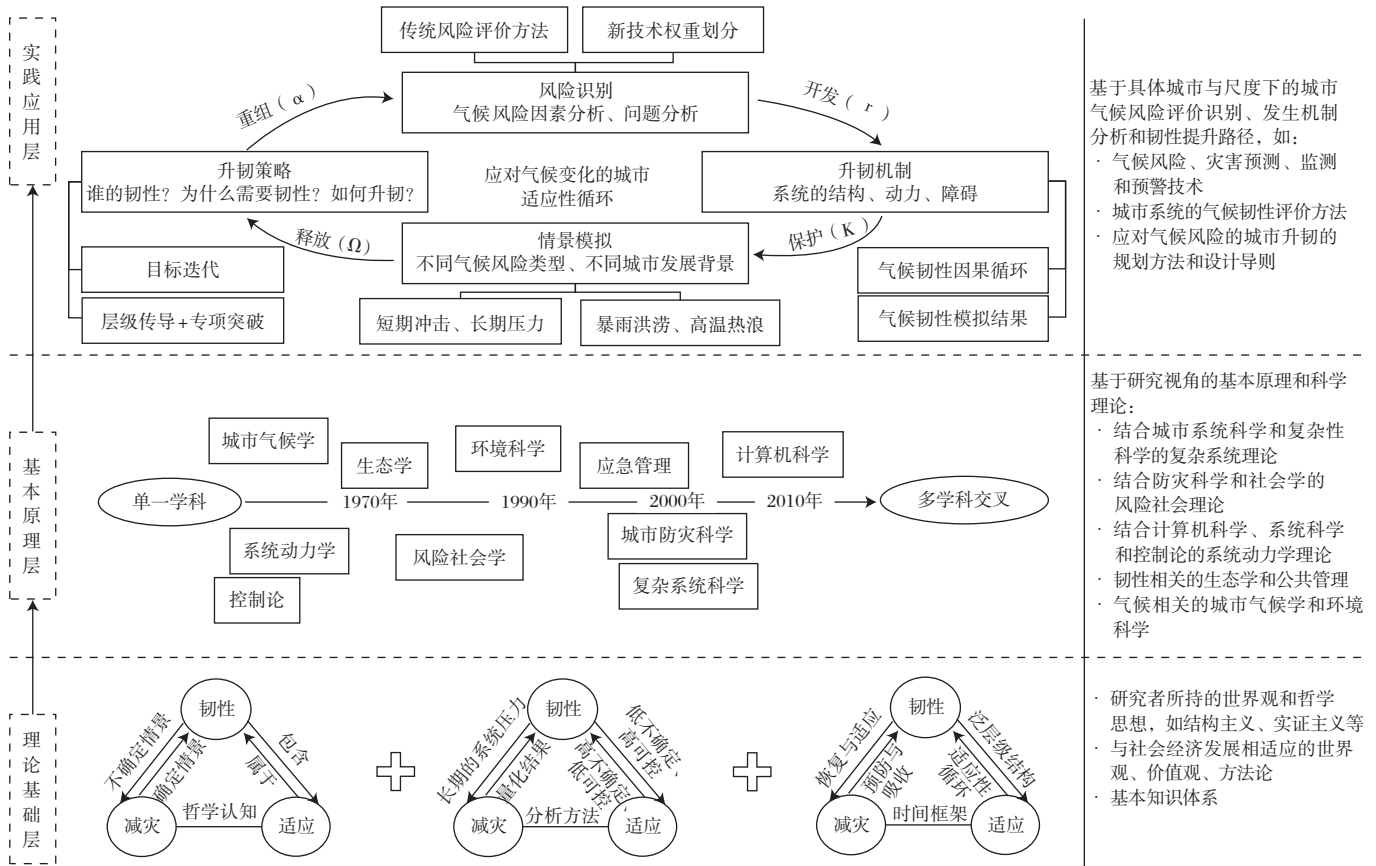 实践应用层
传统风险评价方法
新技术权重划分
风险识别
气候风险因素分析、问题分析
重组(α)
开发(r)
升韧策略
谁的韧性？为什么需要韧性？如何升韧？
应对气候变化的城市
适应性循环
升韧机制
系统的结构、动力、障碍
释放(Ω)
保护(K)
情景模拟
不同气候风险类型、不同城市发展背景
目标迭代
层级传导+专项突破
短期冲击、长期压力
暴雨洪涝、高温热浪
气候韧性因果循环
气候韧性模拟结果
基于具体城市与尺度下的城市
气候风险评价识别、发生机制
分析和韧性提升路径，如：
· 气候风险、灾害预测、监测
和预警技术
· 城市系统的气候韧性评价方法
· 应对气候风险的城市升韧的
规划方法和设计导则
基本原理层
城市气候学
生态学
环境科学
应急管理
计算机科学
单一学科
1970年
1990年
2000年
2010年
多学科交叉
系统动力学
控制论
风险社会学
城市防灾科学
复杂系统科学
基于研究视角的基本原理和科学
理论：
· 结合城市系统科学和复杂性
科学的复杂系统理论
· 结合防灾科学和社会学的
风险社会理论
· 结合计算机科学、系统科学
和控制论的系统动力学理论
· 韧性相关的生态学和公共管理
· 气候相关的城市气候学和环境
科学
理论基础层
韧性
不确定情景
确定情景
包含
属于
减灾
哲学认知
适应
韧性
长期的系统压力
量化结果
低不确定、
高可控
高不确定、
低可控
减灾
分析方法
适应
韧性
恢复与适应
预防与
吸收
泛层级结构
适应性
循环
减灾
时间框架
适应
· 研究者所持的世界观和哲学
思想，如结构主义、实证主义等
· 与社会经济发展相适应的世界
观、价值观、方法论
· 基本知识体系